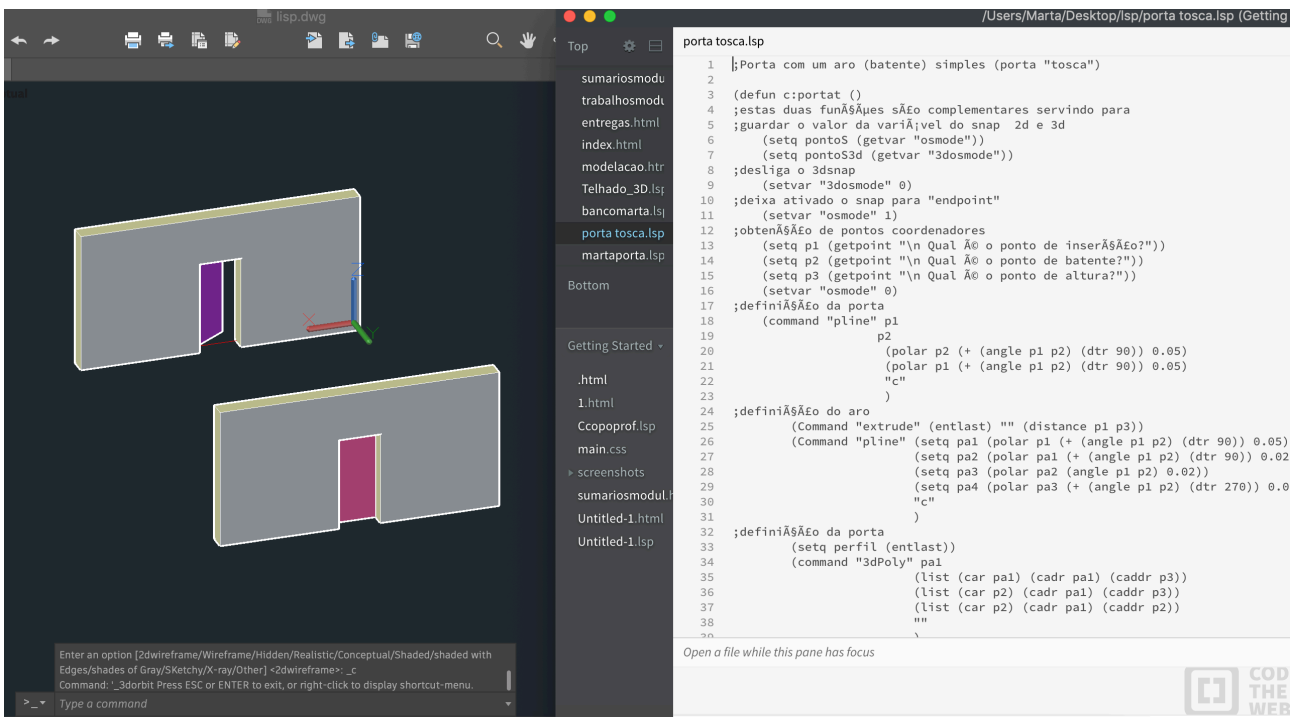 lisp.dwg
Enter an option [2dwireframe/Wireframe/Hidden/Realistic/Conceptual/Shaded/shaded with
Edges/shades of Gray/SKetchy/X-ray/Other] <2dwireframe>: _c
Command: '_3dorbit Press ESC or ENTER to exit, or right-click to display shortcut-menu.
>_ Type a command
X
Y
Z
/Users/Marta/Desktop/lsp/porta tosca.lsp (Getting
Top
sumariosmodu
trabalhosmodu
entregas.html
index.html
modelacao.htr
Telhado_3D.lsp
bancomarta.lsp
porta tosca.lsp
martaporta.lsp
Bottom
Getting Started
.html
1.html
Ccopoprof.lsp
main.css
screenshots
sumariosmodul.h
Untitled-1.html
Untitled-1.lsp
porta tosca.lsp
1 ;Porta com um aro (batente) simples (porta "tosca")
2
3 (defun c:portat ()
4 ;estas duas funÃ§Ãµes sÃ£o complementares servindo para
5 ;guardar o valor da variÃ¡vel do snap 2d e 3d
6 (setq pontoS (getvar "osmode"))
7 (setq pontoS3d (getvar "3dosmode"))
8 ;desliga o 3dsnap
9 (setvar "3dosmode" 0)
10 ;deixa ativado o snap para "endpoint"
11 (setvar "osmode" 1)
12 ;obtenÃ§Ã£o de pontos coordenadores
13 (setq p1 (getpoint "\n Qual Ã© o ponto de inserÃ§Ã£o?"))
14 (setq p2 (getpoint "\n Qual Ã© o ponto de batente?"))
15 (setq p3 (getpoint "\n Qual Ã© o ponto de altura?"))
16 (setvar "osmode" 0)
17 ;definiÃ§Ã£o da porta
18 (command "pline" p1
19 p2
20 (polar p2 (+ (angle p1 p2) (dtr 90)) 0.05)
21 (polar p1 (+ (angle p1 p2) (dtr 90)) 0.05)
22 "c"
23 )
24 ;definiÃ§Ã£o do aro
25 (Command "extrude" (entlast) "" (distance p1 p3))
26 (Command "pline" (setq pa1 (polar p1 (+ (angle p1 p2) (dtr 90)) 0.05)
27 (setq pa2 (polar pa1 (+ (angle p1 p2) (dtr 90)) 0.02
28 (setq pa3 (polar pa2 (angle p1 p2) 0.02))
29 (setq pa4 (polar pa3 (+ (angle p1 p2) (dtr 270)) 0.0
30 "c"
31 )
32 ;definiÃ§Ã£o da porta
33 (setq perfil (entlast))
34 (command "3dPoly" pa1
35 (list (car pa1) (cadr pa1) (caddr p3))
36 (list (car p2) (cadr pa1) (caddr p3))
37 (list (car p2) (cadr pa1) (caddr p2))
38 ""
39 )
Open a file while this pane has focus
COD
THE
WEB